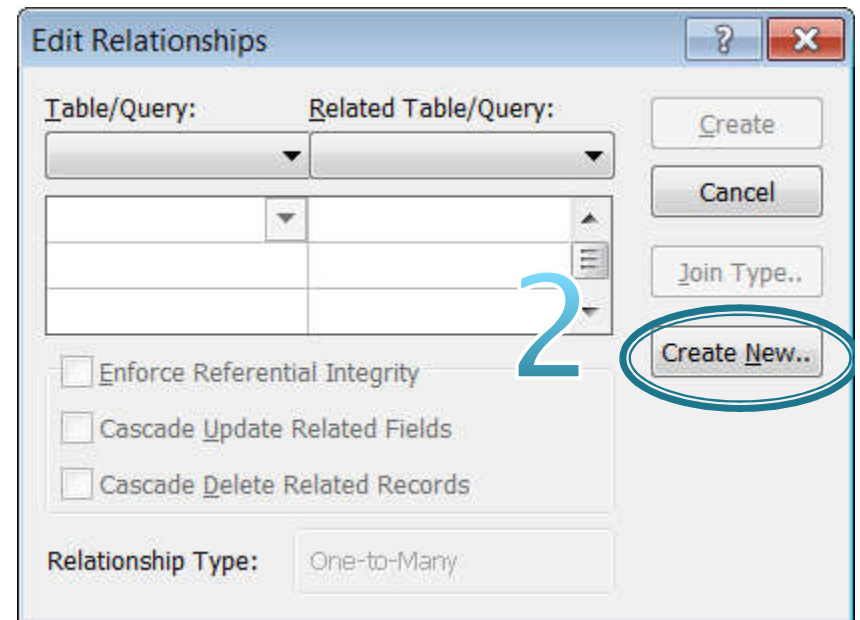 Edit Relationships
Table/Query: Related Table/Query:
Create
Cancel
Join Type..
2
Create New..
Enforce Referential Integrity
Cascade Update Related Fields
Cascade Delete Related Records
Relationship Type: One-to-Many